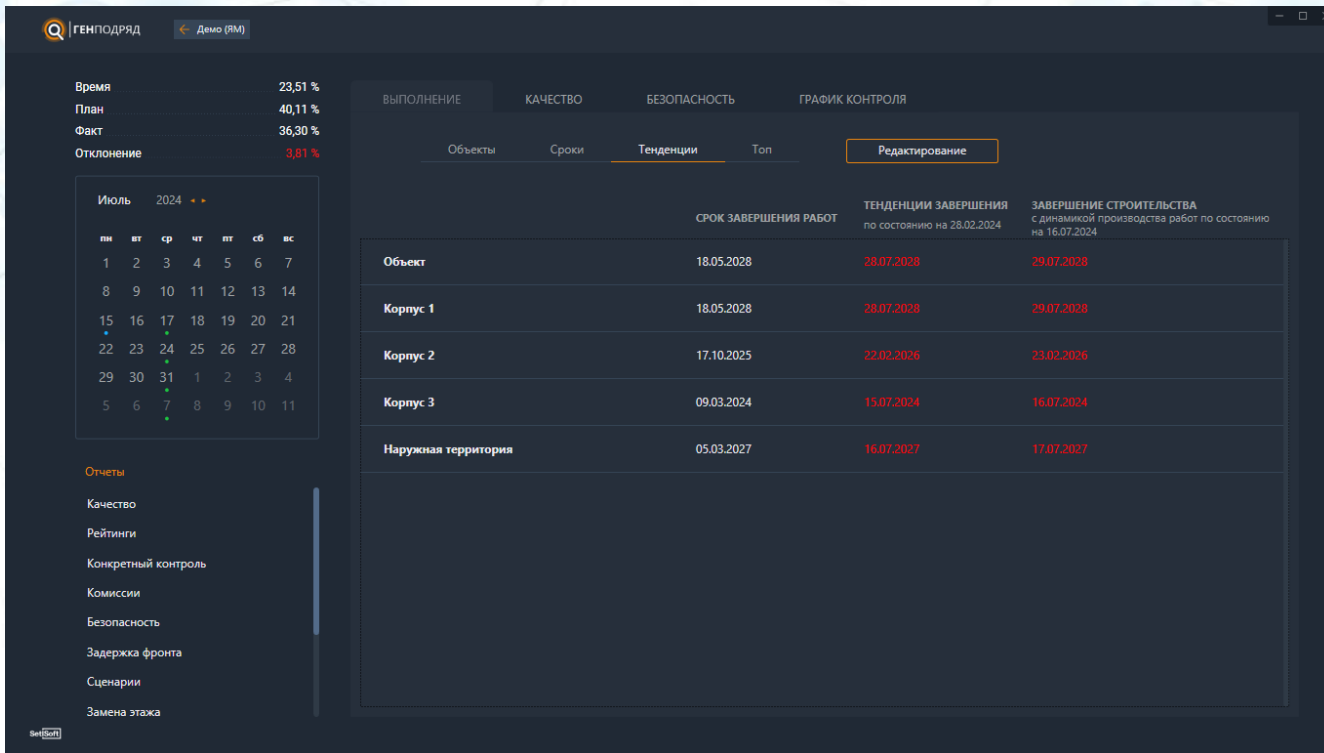 ГЕНПОДРЯД
Демо (ЯМ)
Время 23,51 %
План 40,11 %
Факт 36,30 %
Отклонение 3,81 %
Июль 2024
пн вт ср чт пт сб вс
1 2 3 4 5 6 7
8 9 10 11 12 13 14
15 16 17 18 19 20 21
22 23 24 25 26 27 28
29 30 31 1 2 3 4
5 6 7 8 9 10 11
Отчеты
Качество
Рейтинги
Конкретный контроль
Комиссии
Безопасность
Задержка фронта
Сценарии
Замена этажа
SetlSoft
ВЫПОЛНЕНИЕ КАЧЕСТВО БЕЗОПАСНОСТЬ ГРАФИК КОНТРОЛЯ
Объекты Сроки Тенденции Топ Редактирование
СРОК ЗАВЕРШЕНИЯ РАБОТ
ТЕНДЕНЦИИ ЗАВЕРШЕНИЯ
по состоянию на 28.02.2024
ЗАВЕРШЕНИЕ СТРОИТЕЛЬСТВА
с динамикой производства работ по состоянию
на 16.07.2024
Объект 18.05.2028 28.07.2028 29.07.2028
Корпус 1 18.05.2028 28.07.2028 29.07.2028
Корпус 2 17.10.2025 22.02.2026 23.02.2026
Корпус 3 09.03.2024 15.07.2024 16.07.2024
Наружная территория 05.03.2027 16.07.2027 17.07.2027